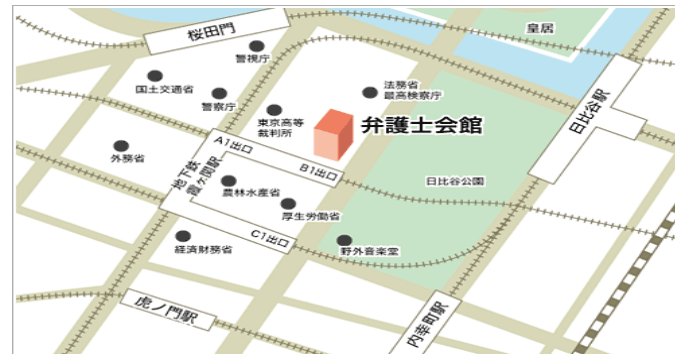 桜田門
皇居
警視庁
国土交通省
警察庁
法務省
最高検察庁
日比谷駅
東京高等
裁判所
弁護士会館
A1出口
外務省
地下鉄
霞ヶ関駅
B1出口
農林水産省
日比谷公園
厚生労働省
C1出口
経済財務省
野外音楽堂
虎ノ門駅
内幸町駅